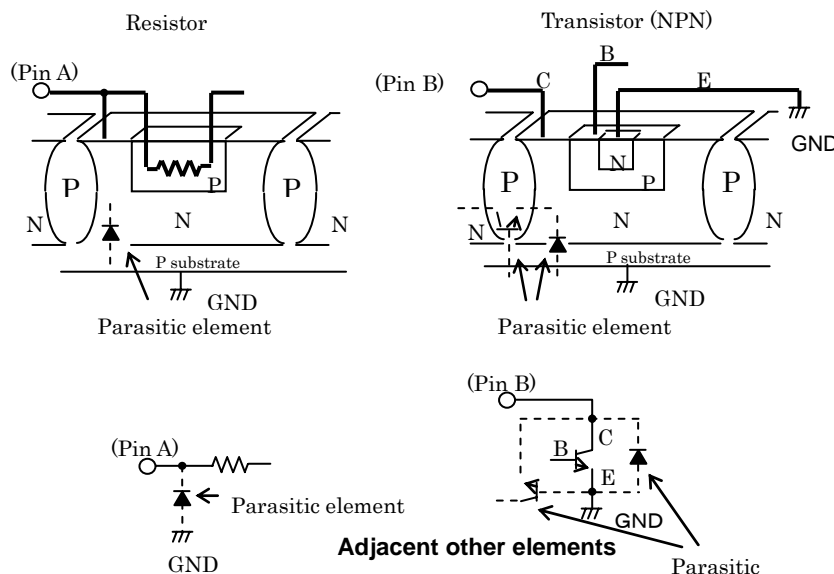 Resistor
Transistor (NPN)
(Pin A)
(Pin B)
C
B
E
GND
P
P
P
N
N
N
P substrate
GND
Parasitic element
P
N
P
P
N
N
N
P substrate
GND
Parasitic element
(Pin A)
Parasitic element
GND
(Pin B)
C
B
E
GND
Adjacent other elements
Parasitic